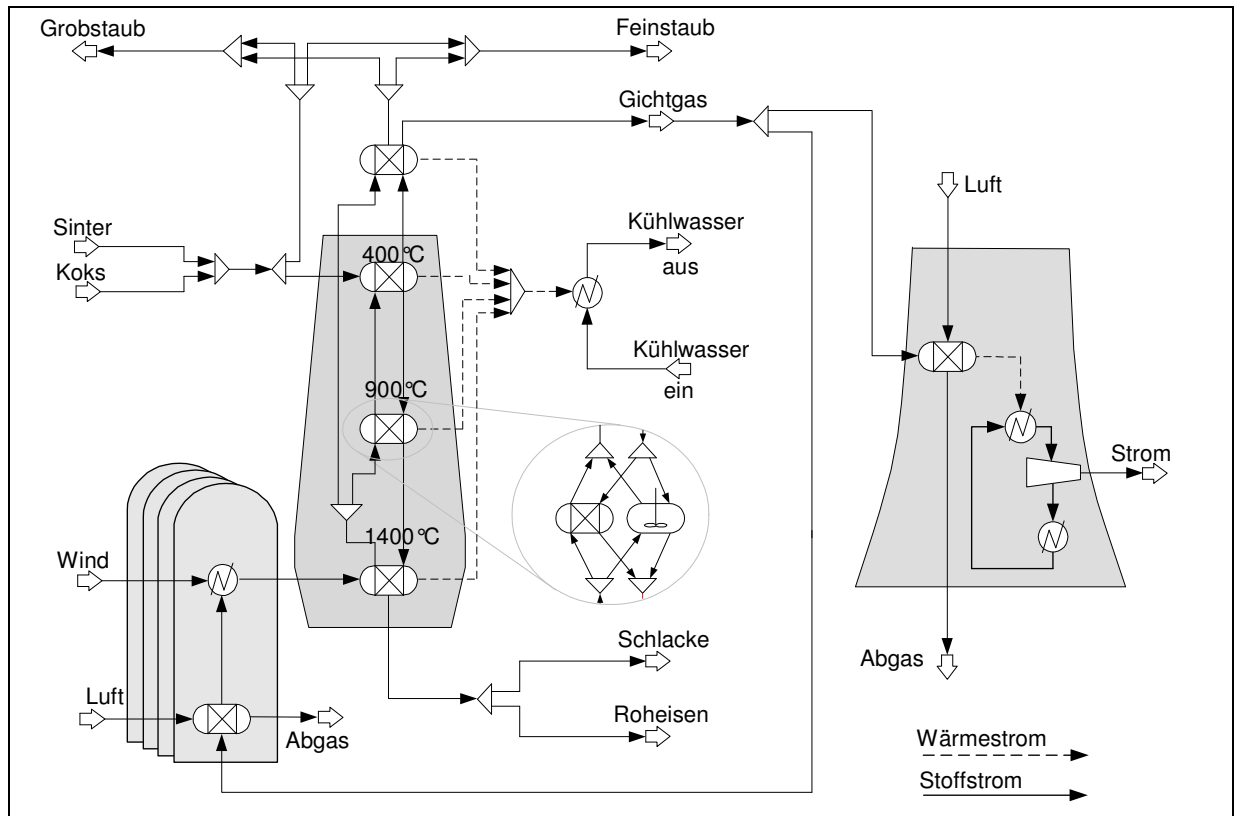 Grobstaub
Feinstaub
Gichtgas
Luft
Sinter
Koks
400°C
Kühlwasser
aus
Kühlwasser
ein
900°C
Strom
1400°C
Wind
Schlacke
Abgas
Luft
Abgas
Roheisen
Wärmestrom
Stoffstrom